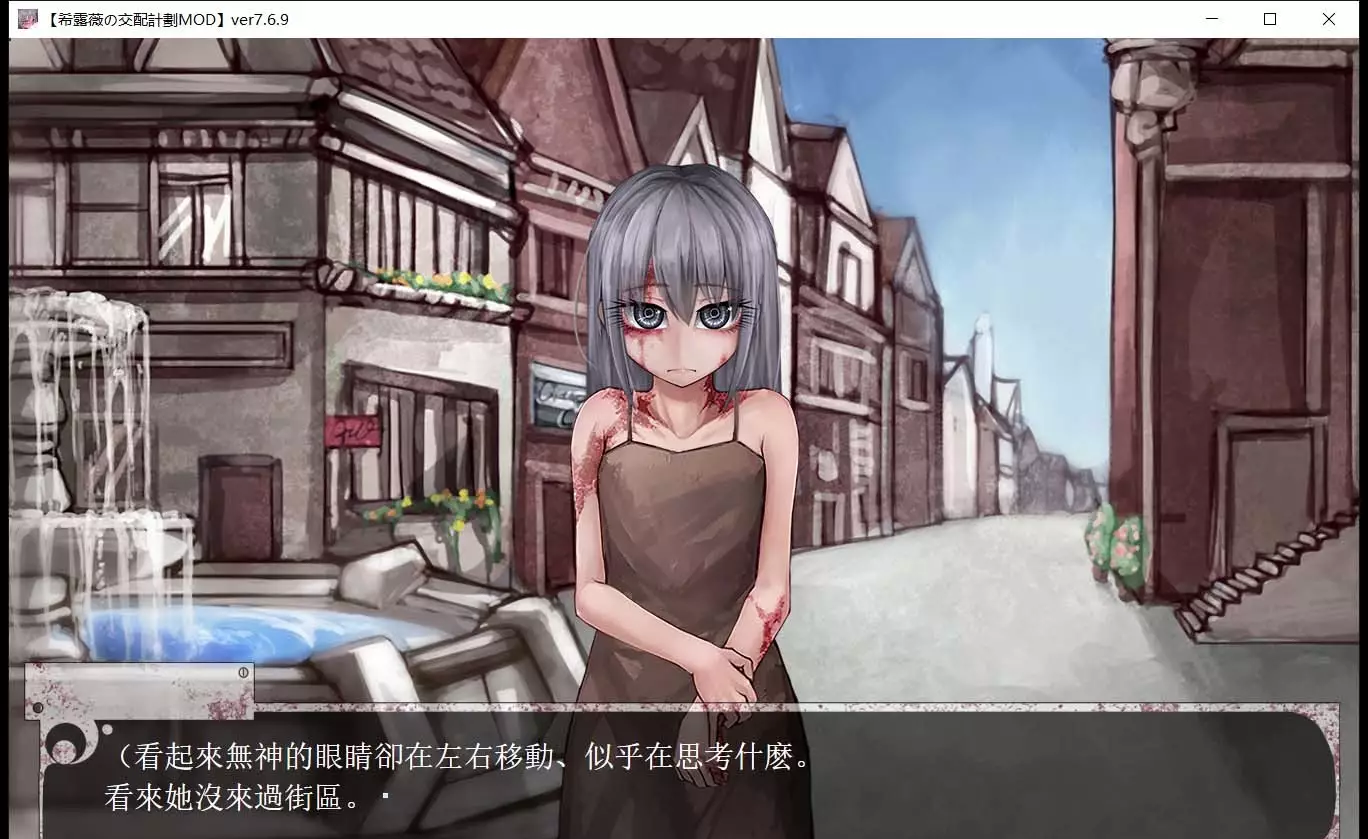 【希露薇の交配計劃MOD】ver7.6.9
（看起來無神的眼睛卻在左右移動、似乎在思考什麽。
看來她沒來過街區。